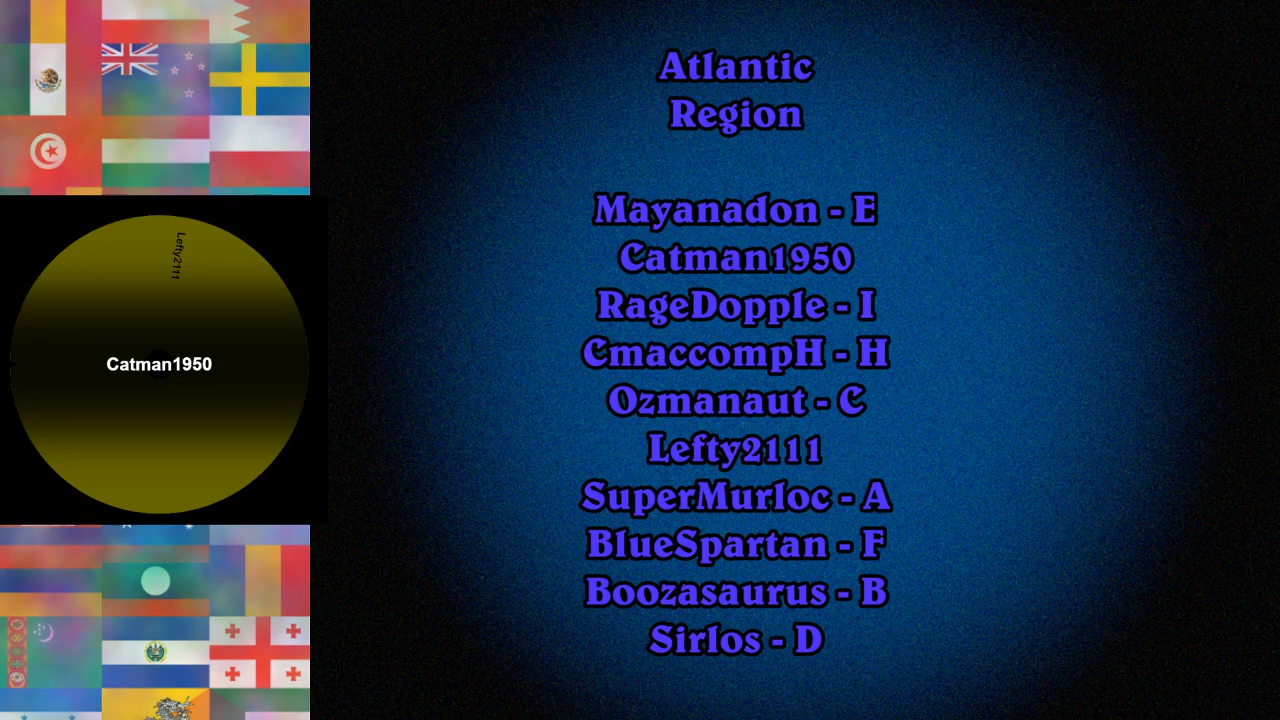 Atlantic
Region
Mayanadon - E
Catman1950
RageDopple - I
CmaccompH - H
Ozmanaut - C
Lefty2111
SuperMurloc - A
BlueSpartan - F
Boozasaurus - B
Sirlos - D
Lefty2111
Catman1950